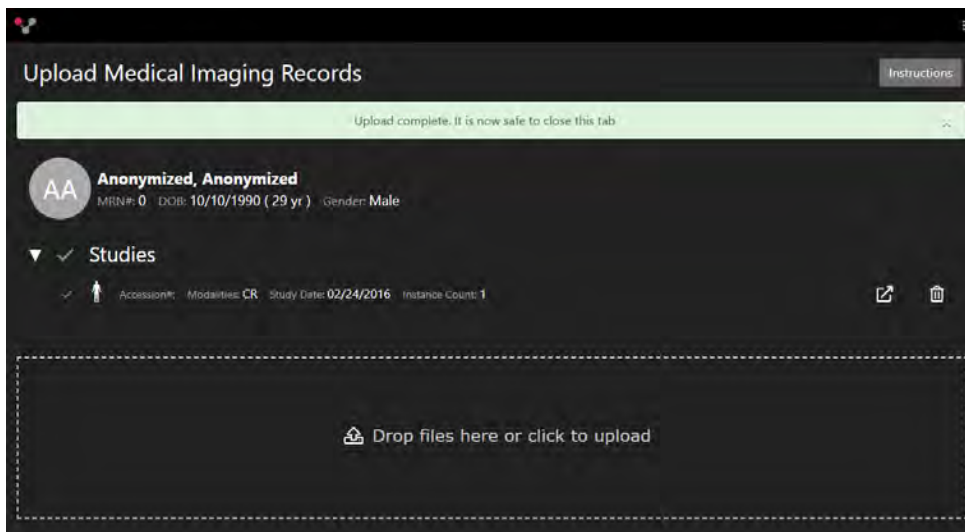 Upload Medical Imaging Records
Instructions
Upload complete. It is now safe to close this tab
AA
Anonymized, Anonymized
MRN#: 0 DOB: 10/10/1990 ( 29 yr ) Gender: Male
Studies
Accession#: Modalities: CR Study Date: 02/24/2016 Instance Count: 1
Drop files here or click to upload